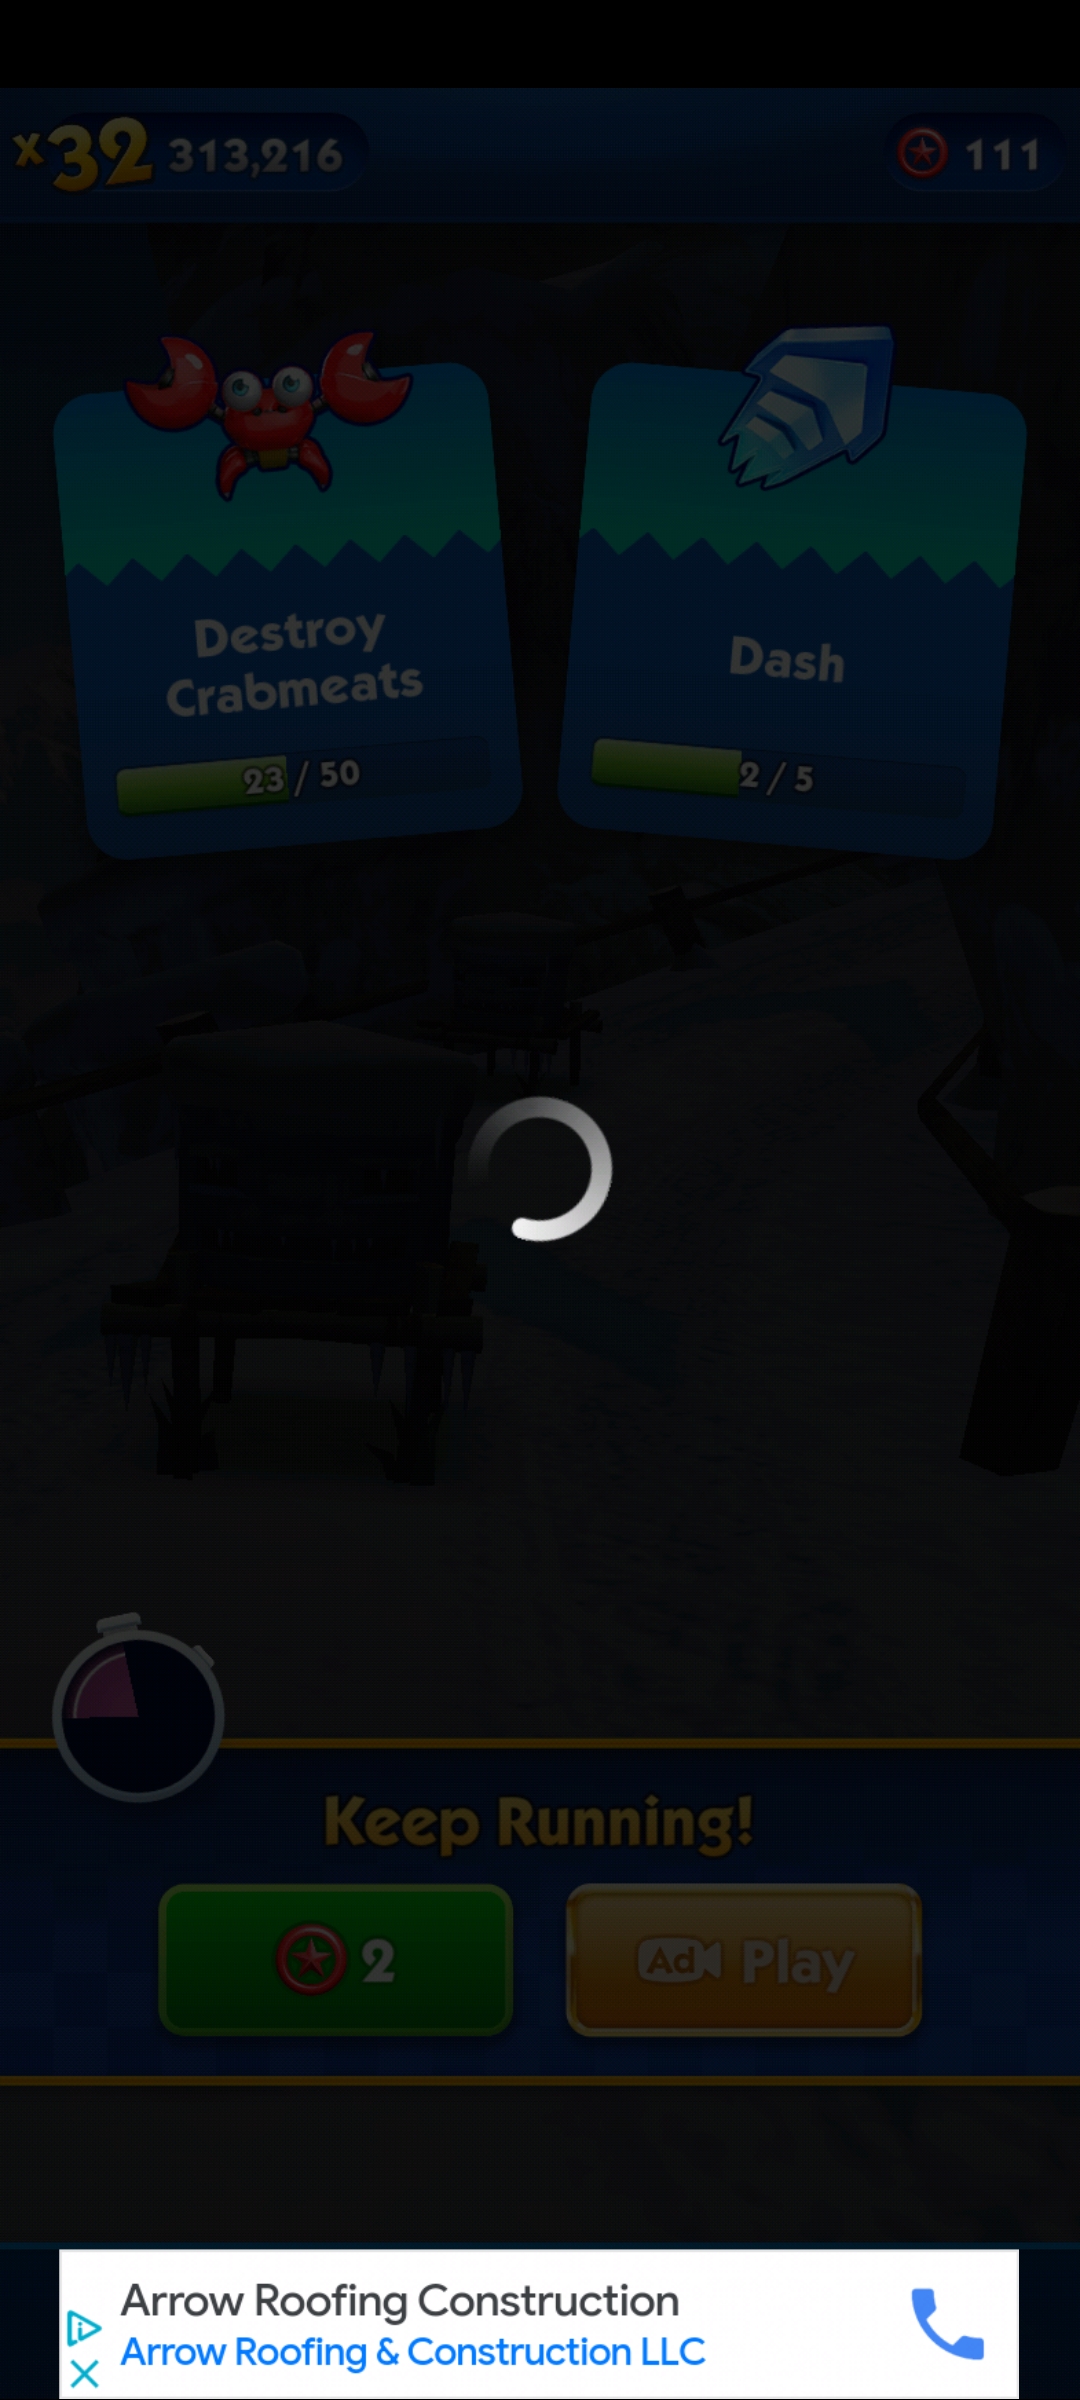 x32 313,216
111
Destroy
Crabmeats
23 / 50
Dash
2 / 5
Keep Running!
2
Ad Play
Arrow Roofing Construction
Arrow Roofing & Construction LLC